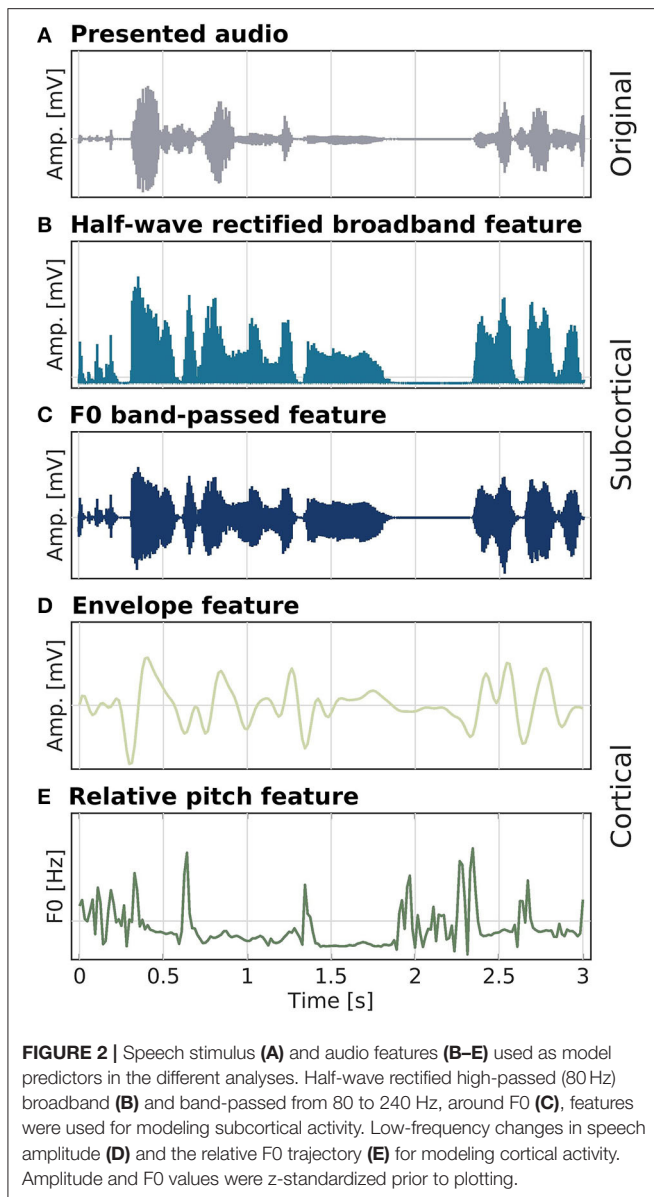 A Presented audio
Amp. [mV]
Original
B Half-wave rectified broadband feature
Amp. [mV]
C F0 band-passed feature
Amp. [mV]
Subcortical
D Envelope feature
Amp. [mV]
E Relative pitch feature
F0 [Hz]
Cortical
0 0.5 1 1.5 2 2.5 3
Time [s]
FIGURE 2 | Speech stimulus (A) and audio features (B–E) used as model
predictors in the different analyses. Half-wave rectified high-passed (80 Hz)
broadband (B) and band-passed from 80 to 240 Hz, around F0 (C), features
were used for modeling subcortical activity. Low-frequency changes in speech
amplitude (D) and the relative F0 trajectory (E) for modeling cortical activity.
Amplitude and F0 values were z-standardized prior to plotting.